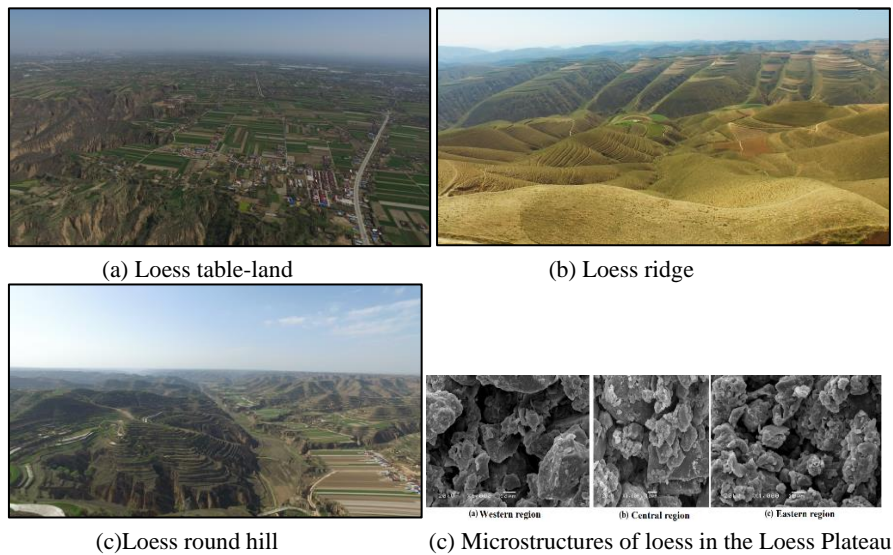 (a) Loess table-land
(b) Loess ridge
(c)Loess round hill
(a) Western region
(b) Central region
(c) Eastern region
(c) Microstructures of loess in the Loess Plateau